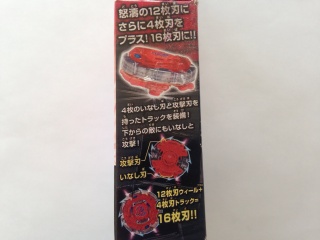 怒濤の12枚刃に
さらに4枚刃を
プラス!16枚刃に!!
4枚のいなし刃と攻撃刃を
持ったトラックを装備!
下からの敵にもいなしと
攻撃!
攻撃刃
いなし刃
12枚刃ウィール+
4枚刃トラック=
16枚刃!!